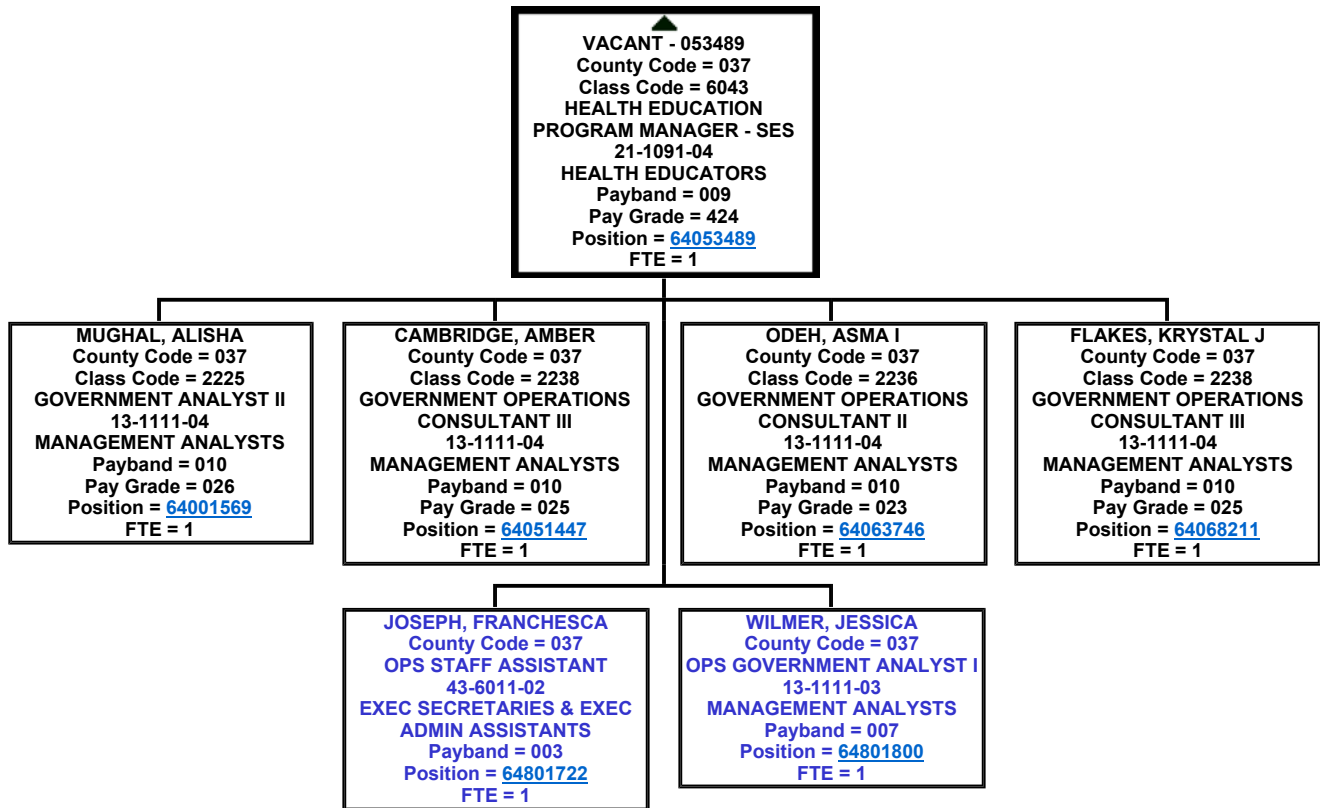 VACANT - 053489
County Code = 037
Class Code = 6043
HEALTH EDUCATION
PROGRAM MANAGER - SES
21-1091-04
HEALTH EDUCATORS
Payband = 009
Pay Grade = 424
Position = 64053489
FTE = 1
MUGHAL, ALISHA
County Code = 037
Class Code = 2225
GOVERNMENT ANALYST II
13-1111-04
MANAGEMENT ANALYSTS
Payband = 010
Pay Grade = 026
Position = 64001569
FTE = 1
CAMBRIDGE, AMBER
County Code = 037
Class Code = 2238
GOVERNMENT OPERATIONS
CONSULTANT III
13-1111-04
MANAGEMENT ANALYSTS
Payband = 010
Pay Grade = 025
Position = 64051447
FTE = 1
ODEH, ASMA I
County Code = 037
Class Code = 2236
GOVERNMENT OPERATIONS
CONSULTANT II
13-1111-04
MANAGEMENT ANALYSTS
Payband = 010
Pay Grade = 023
Position = 64063746
FTE = 1
FLAKES, KRYSTAL J
County Code = 037
Class Code = 2238
GOVERNMENT OPERATIONS
CONSULTANT III
13-1111-04
MANAGEMENT ANALYSTS
Payband = 010
Pay Grade = 025
Position = 64068211
FTE = 1
JOSEPH, FRANCHESCA
County Code = 037
OPS STAFF ASSISTANT
43-6011-02
EXEC SECRETARIES & EXEC
ADMIN ASSISTANTS
Payband = 003
Position = 64801722
FTE = 1
WILMER, JESSICA
County Code = 037
OPS GOVERNMENT ANALYST I
13-1111-03
MANAGEMENT ANALYSTS
Payband = 007
Position = 64801800
FTE = 1